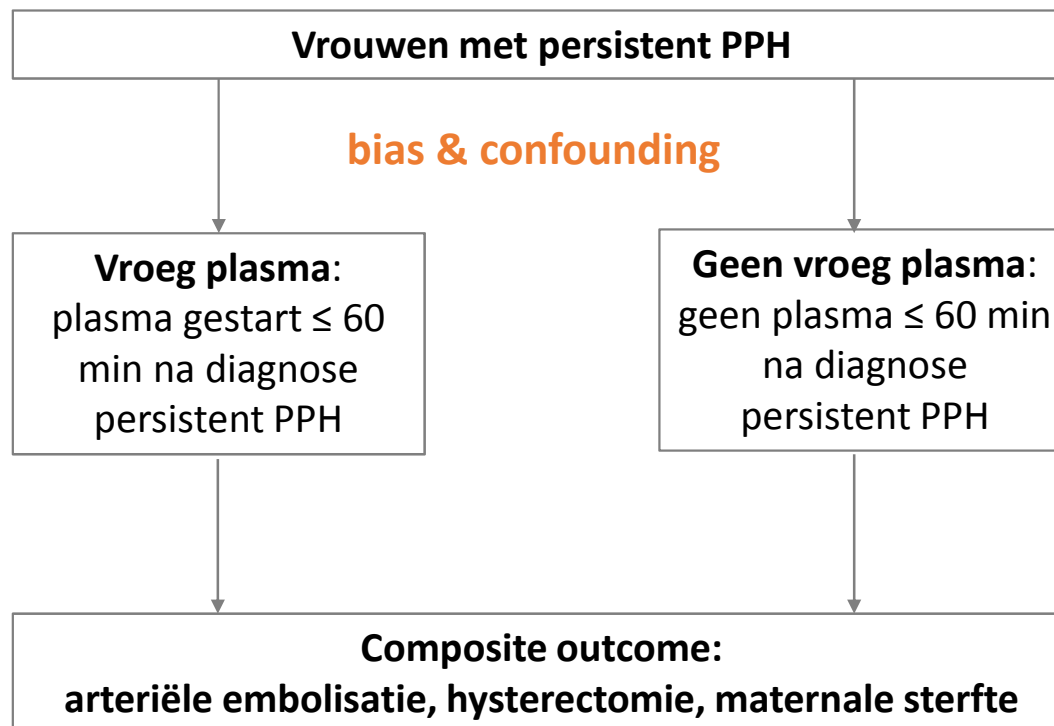 Vrouwen met persistent PPH
bias & confounding
Vroeg plasma:
plasma gestart ≤ 60
min na diagnose
persistent PPH
Geen vroeg plasma:
geen plasma ≤ 60 min
na diagnose
persistent PPH
Composite outcome:
arteriële embolisatie, hysterectomie, maternale sterfte